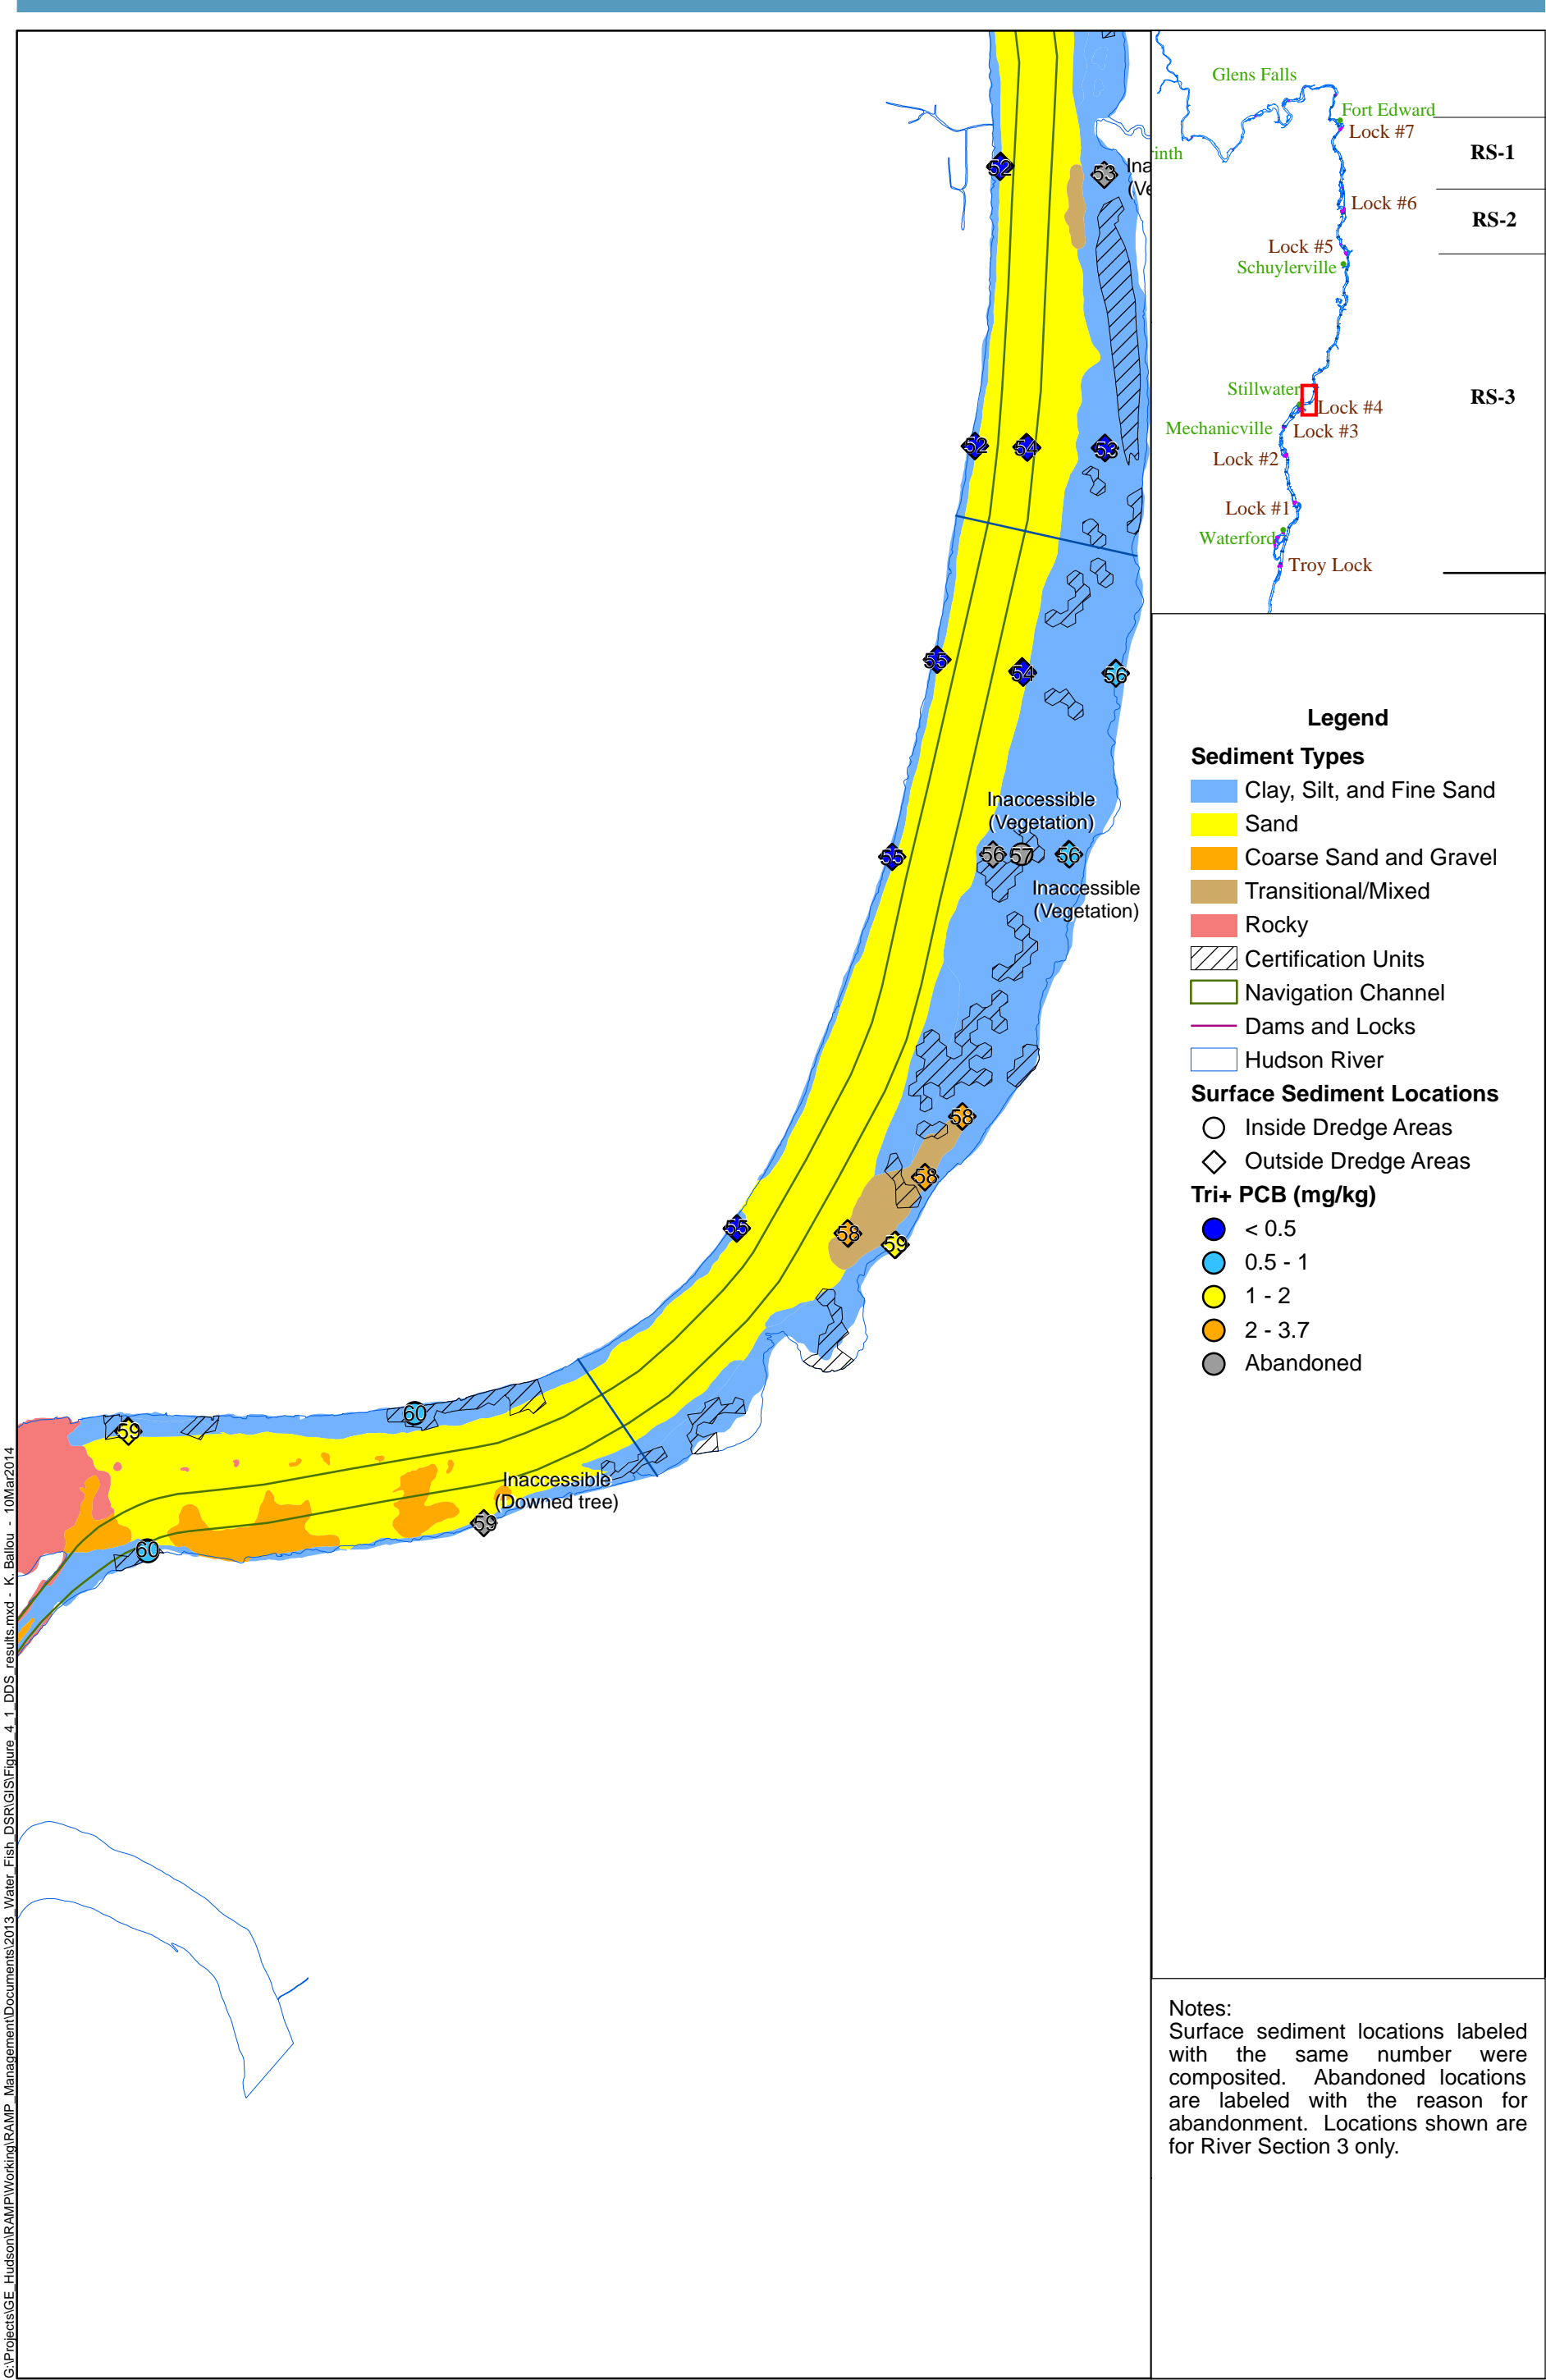 52
53
Ina
(Ve
52
54
53
55
54
56
Inaccessible
(Vegetation)
55
56
57
56
Inaccessible
(Vegetation)
58
58
55
58
59
60
59
Inaccessible
(Downed tree)
59
60
G:\Projects\GE_Hudson\RAMP\Working\RAMP_Management\Documents\2013_Water_Fish_DSR\GIS\Figure_4_1_DDS_results.mxd - K. Ballou - 10Mar2014
Glens Falls
Fort Edward
Lock #7
rinth
RS-1
Lock #6
RS-2
Lock #5
Schuylerville
Stillwater
RS-3
Lock #4
Mechanicville
Lock #3
Lock #2
Lock #1
Waterford
Troy Lock
Legend
Sediment Types
Clay, Silt, and Fine Sand
Sand
Coarse Sand and Gravel
Transitional/Mixed
Rocky
Certification Units
Navigation Channel
Dams and Locks
Hudson River
Surface Sediment Locations
Inside Dredge Areas
Outside Dredge Areas
Tri+ PCB (mg/kg)
< 0.5
0.5 - 1
1 - 2
2 - 3.7
Abandoned
Notes:
Surface sediment locations labeled
with the same number were
composited. Abandoned locations
are labeled with the reason for
abandonment. Locations shown are
for River Section 3 only.